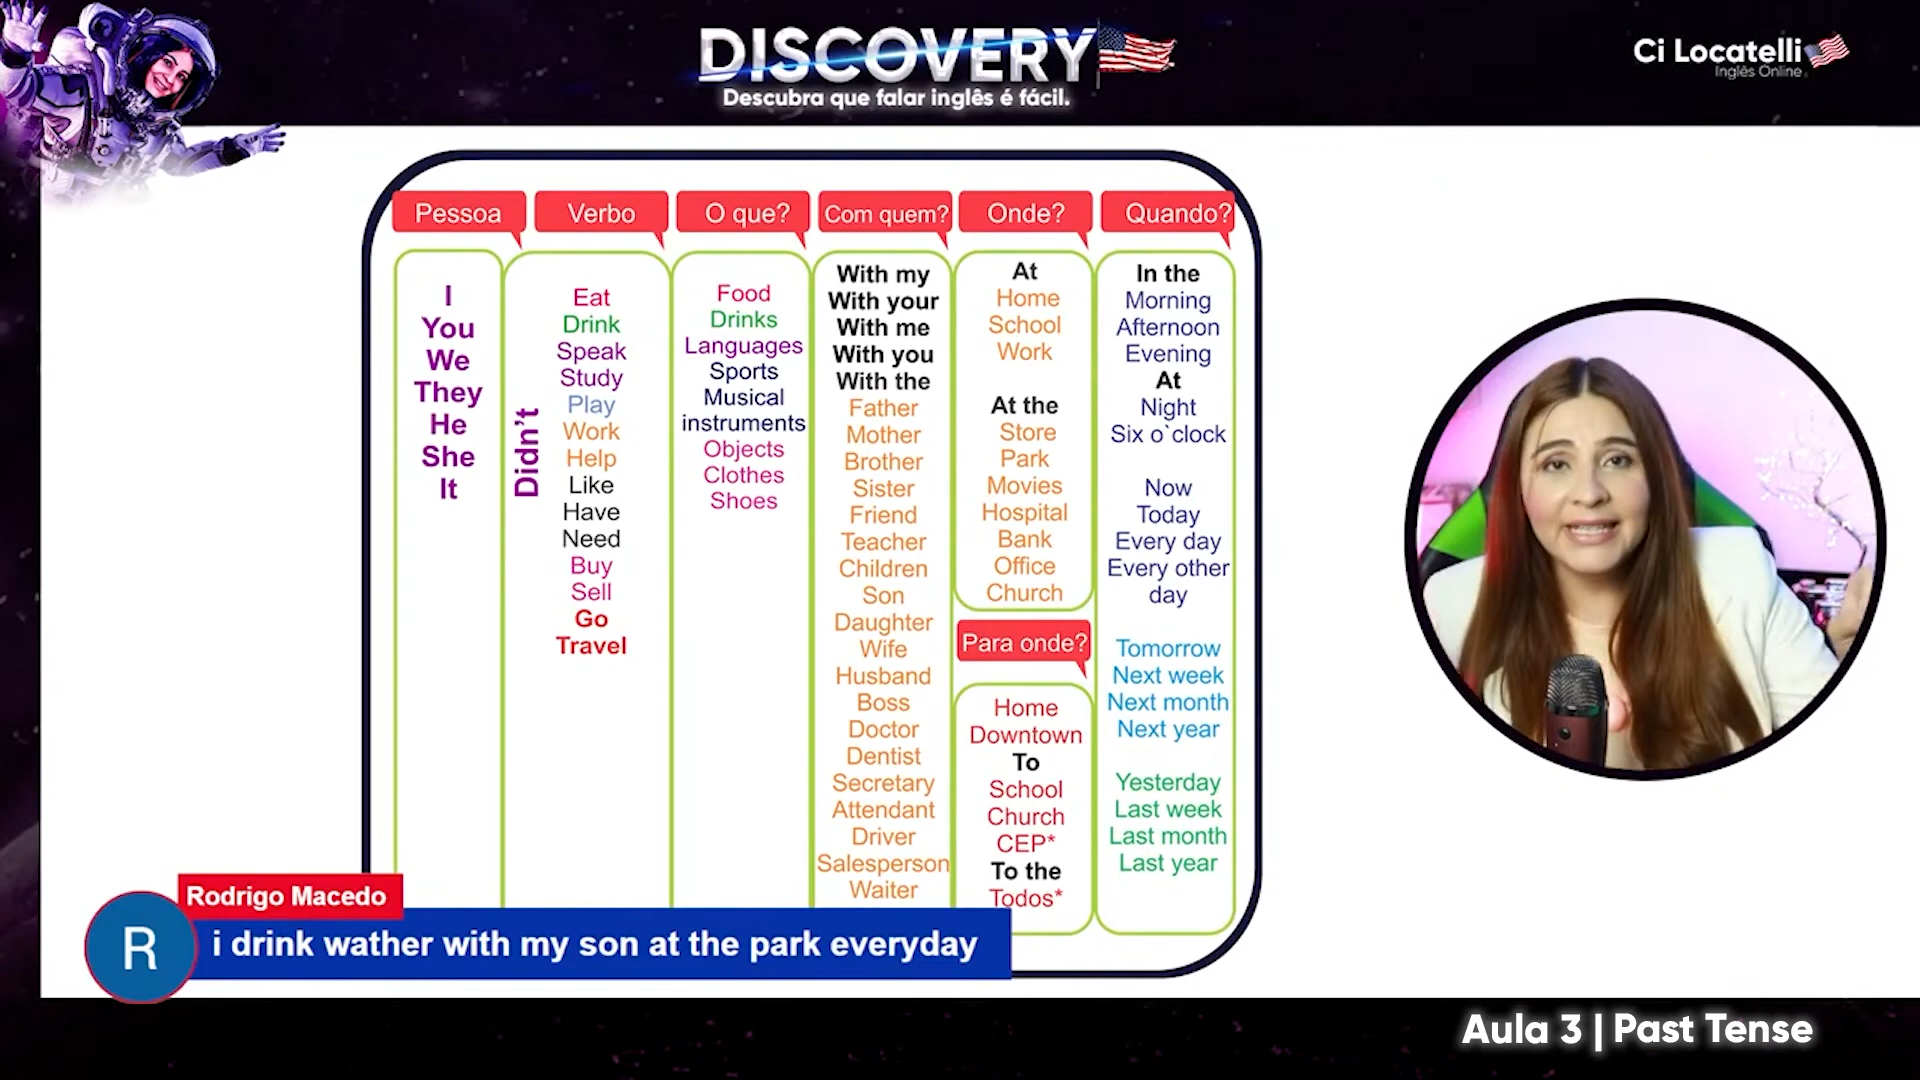 DISCOVERY
Descubra que falar inglês é fácil.
Ci Locatelli
Inglês Online
Pessoa
I
You
We
They
He
She
It
Verbo
Didn't
Eat
Drink
Speak
Study
Play
Work
Help
Like
Have
Need
Buy
Sell
Go
Travel
O que?
Food
Drinks
Languages
Sports
Musical
instruments
Objects
Clothes
Shoes
Com quem?
With my
With your
With me
With you
With the
Father
Mother
Brother
Sister
Friend
Teacher
Children
Son
Daughter
Wife
Husband
Boss
Doctor
Dentist
Secretary
Attendant
Driver
Salesperson
Waiter
Onde?
At
Home
School
Work
At the
Store
Park
Movies
Hospital
Bank
Office
Church
Para onde?
Home
Downtown
To
School
Church
CEP*
To the
Todos*
Quando?
In the
Morning
Afternoon
Evening
At
Night
Six o`clock
Now
Today
Every day
Every other
day
Tomorrow
Next week
Next month
Next year
Yesterday
Last week
Last month
Last year
Rodrigo Macedo
R
i drink wather with my son at the park everyday
Aula 3 | Past Tense